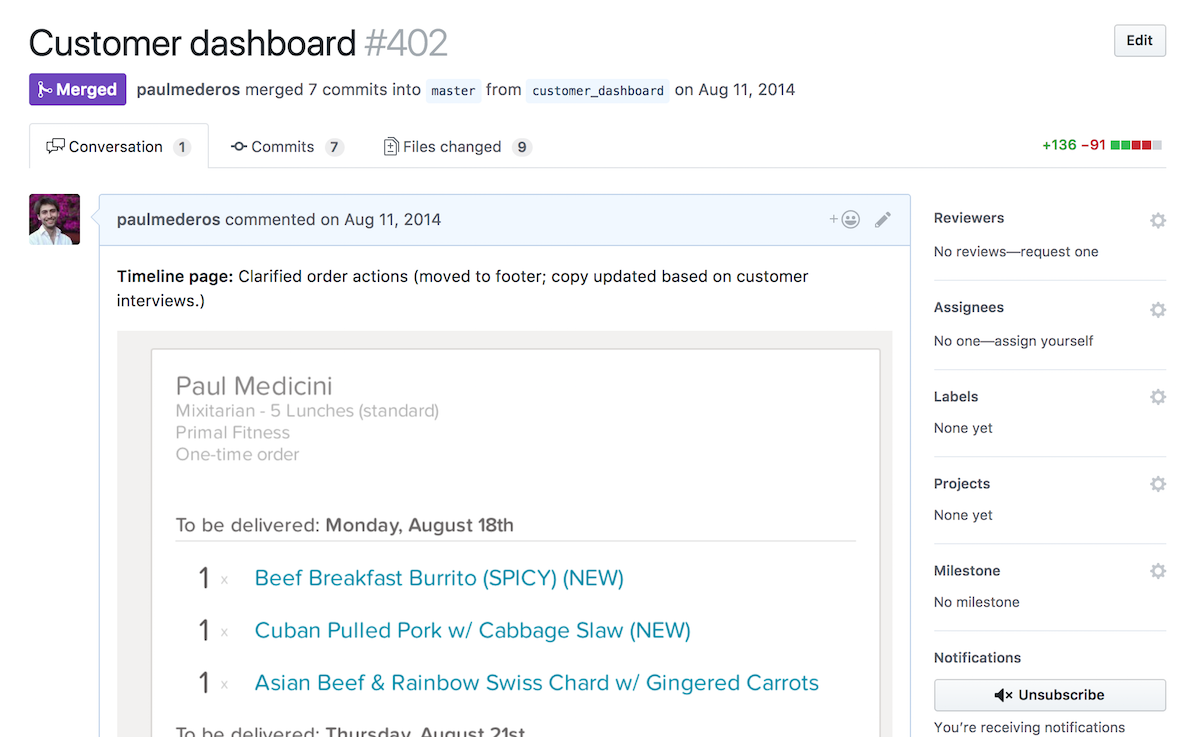 Customer dashboard #402
Edit
Merged paulmederos merged 7 commits into master from customer_dashboard on Aug 11, 2014
Conversation 1 Commits 7 Files changed 9
+136 −91
paulmederos commented on Aug 11, 2014
+
Timeline page: Clarified order actions (moved to footer; copy updated based on customer
interviews.)
Paul Medicini
Mixitarian - 5 Lunches (standard)
Primal Fitness
One-time order
To be delivered: Monday, August 18th
1 x Beef Breakfast Burrito (SPICY) (NEW)
1 x Cuban Pulled Pork w/ Cabbage Slaw (NEW)
1 x Asian Beef & Rainbow Swiss Chard w/ Gingered Carrots
To be delivered: Thursday, August 21st
Reviewers
No reviews—request one
Assignees
No one—assign yourself
Labels
None yet
Projects
None yet
Milestone
No milestone
Notifications
Unsubscribe
You’re receiving notifications